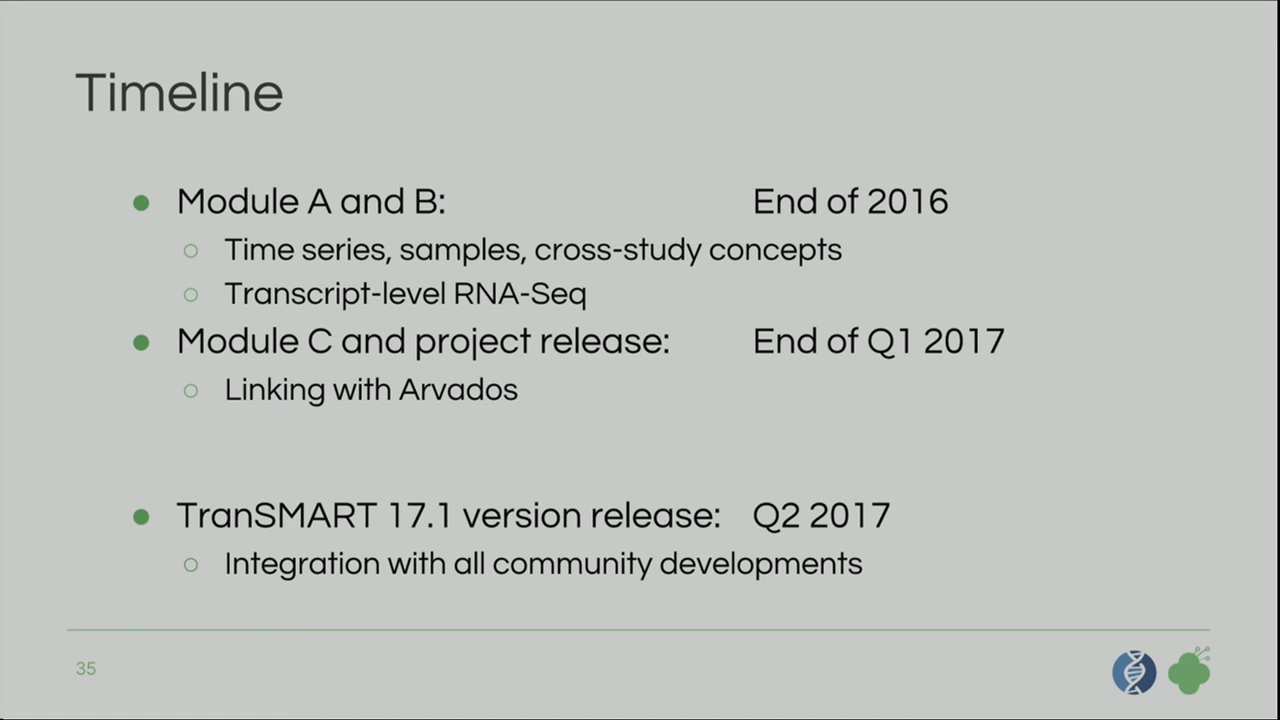 Timeline
Module A and B: End of 2016
Time series, samples, cross-study concepts
Transcript-level RNA-Seq
Module C and project release: End of Q1 2017
Linking with Arvados
TranSMART 17.1 version release: Q2 2017
Integration with all community developments
35